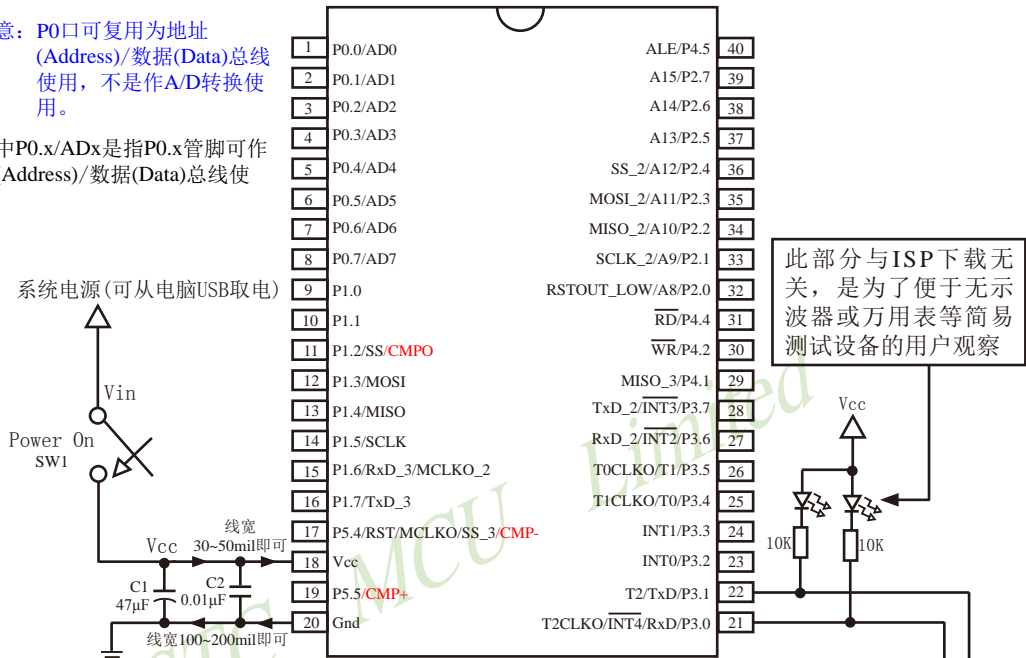 意：P0口可复用为地址
(Address)/数据(Data)总线
使用，不是作A/D转换使
用。
中P0.x/ADx是指P0.x管脚可作
(Address)/数据(Data)总线使
系统电源(可从电脑USB取电)
Vin
Power On
SW1
Vcc
线宽
30~50mil即可
C1
47μF
C2
0.01μF
线宽100~200mil即可
1 P0.0/AD0
2 P0.1/AD1
3 P0.2/AD2
4 P0.3/AD3
5 P0.4/AD4
6 P0.5/AD5
7 P0.6/AD6
8 P0.7/AD7
9 P1.0
10 P1.1
11 P1.2/SS/CMPO
12 P1.3/MOSI
13 P1.4/MISO
14 P1.5/SCLK
15 P1.6/RxD_3/MCLKO_2
16 P1.7/TxD_3
17 P5.4/RST/MCLKO/SS_3/CMP-
18 Vcc
19 P5.5/CMP+
20 Gnd
ALE/P4.5 40
A15/P2.7 39
A14/P2.6 38
A13/P2.5 37
SS_2/A12/P2.4 36
MOSI_2/A11/P2.3 35
MISO_2/A10/P2.2 34
SCLK_2/A9/P2.1 33
RSTOUT_LOW/A8/P2.0 32
RD/P4.4 31
WR/P4.2 30
MISO_3/P4.1 29
TxD_2/INT3/P3.7 28
RxD_2/INT2/P3.6 27
T0CLKO/T1/P3.5 26
T1CLKO/T0/P3.4 25
INT1/P3.3 24
INT0/P3.2 23
T2/TxD/P3.1 22
T2CLKO/INT4/RxD/P3.0 21
此部分与ISP下载无
关，是为了便于无示
波器或万用表等简易
测试设备的用户观察
Vcc
10K
10K
STC MCU Limited